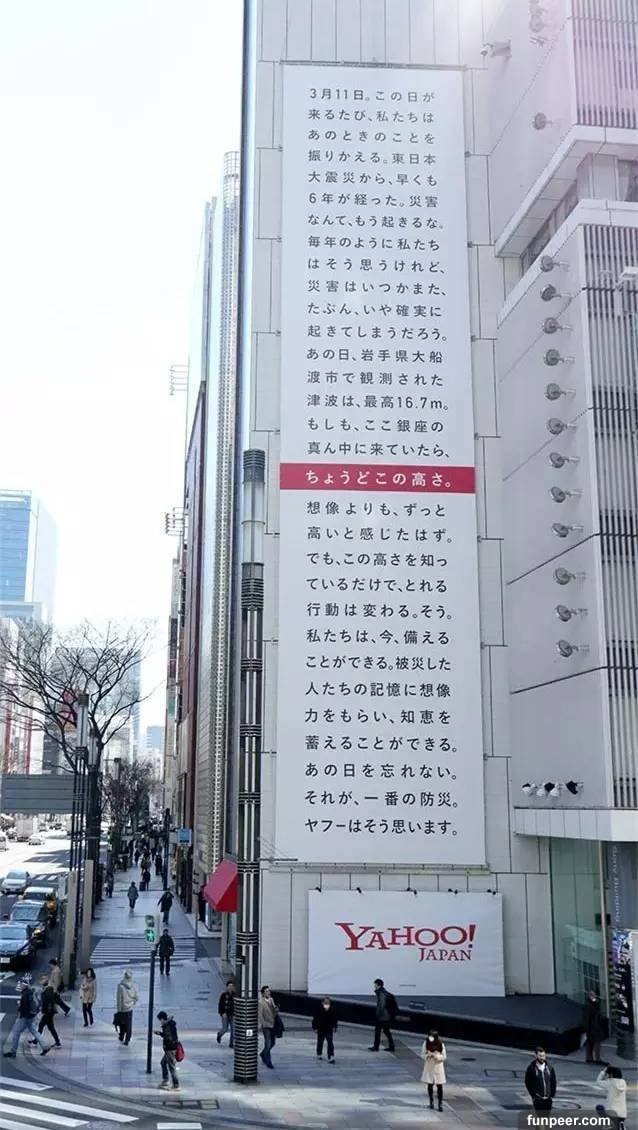 3月11日。この日が
来るたび、私たちは
あのときのことを
振りかえる。東日本
大震災から、早くも
6年が経った。災害
なんて、もう起きるな。
毎年のように私たち
はそう思うけれど、
災害はいつかまた、
たぶん、いや確実に
起きてしまうだろう。
あの日、岩手県大船
渡市で観測された
津波は、最高16.7m。
もしも、ここ銀座の
真ん中に来ていたら、
ちょうどこの高さ。
想像よりも、ずっと
高いと感じたはず。
でも、この高さを知っ
ているだけで、とれる
行動は変わる。そう。
私たちは、今、備える
ことができる。被災した
人たちの記憶に想像
力をもらい、知恵を
蓄えることができる。
あの日を忘れない。
それが、一番の防災。
ヤフーはそう思います。
YAHOO!
JAPAN
funpeer.com